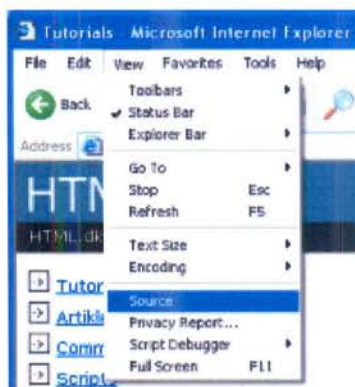 Tutorials Microsoft Internet Explorer
File Edit View Favorites Tools Help
Back
Toolbars
Status Bar
Explorer Bar
Address
Go To
Stop Esc
Refresh F5
HTM
HTML.dk
Text Size
Encoding
Source
Tutor
Privacy Report...
Artikle
Script Debugger
Comm
Full Screen F11
Scripts